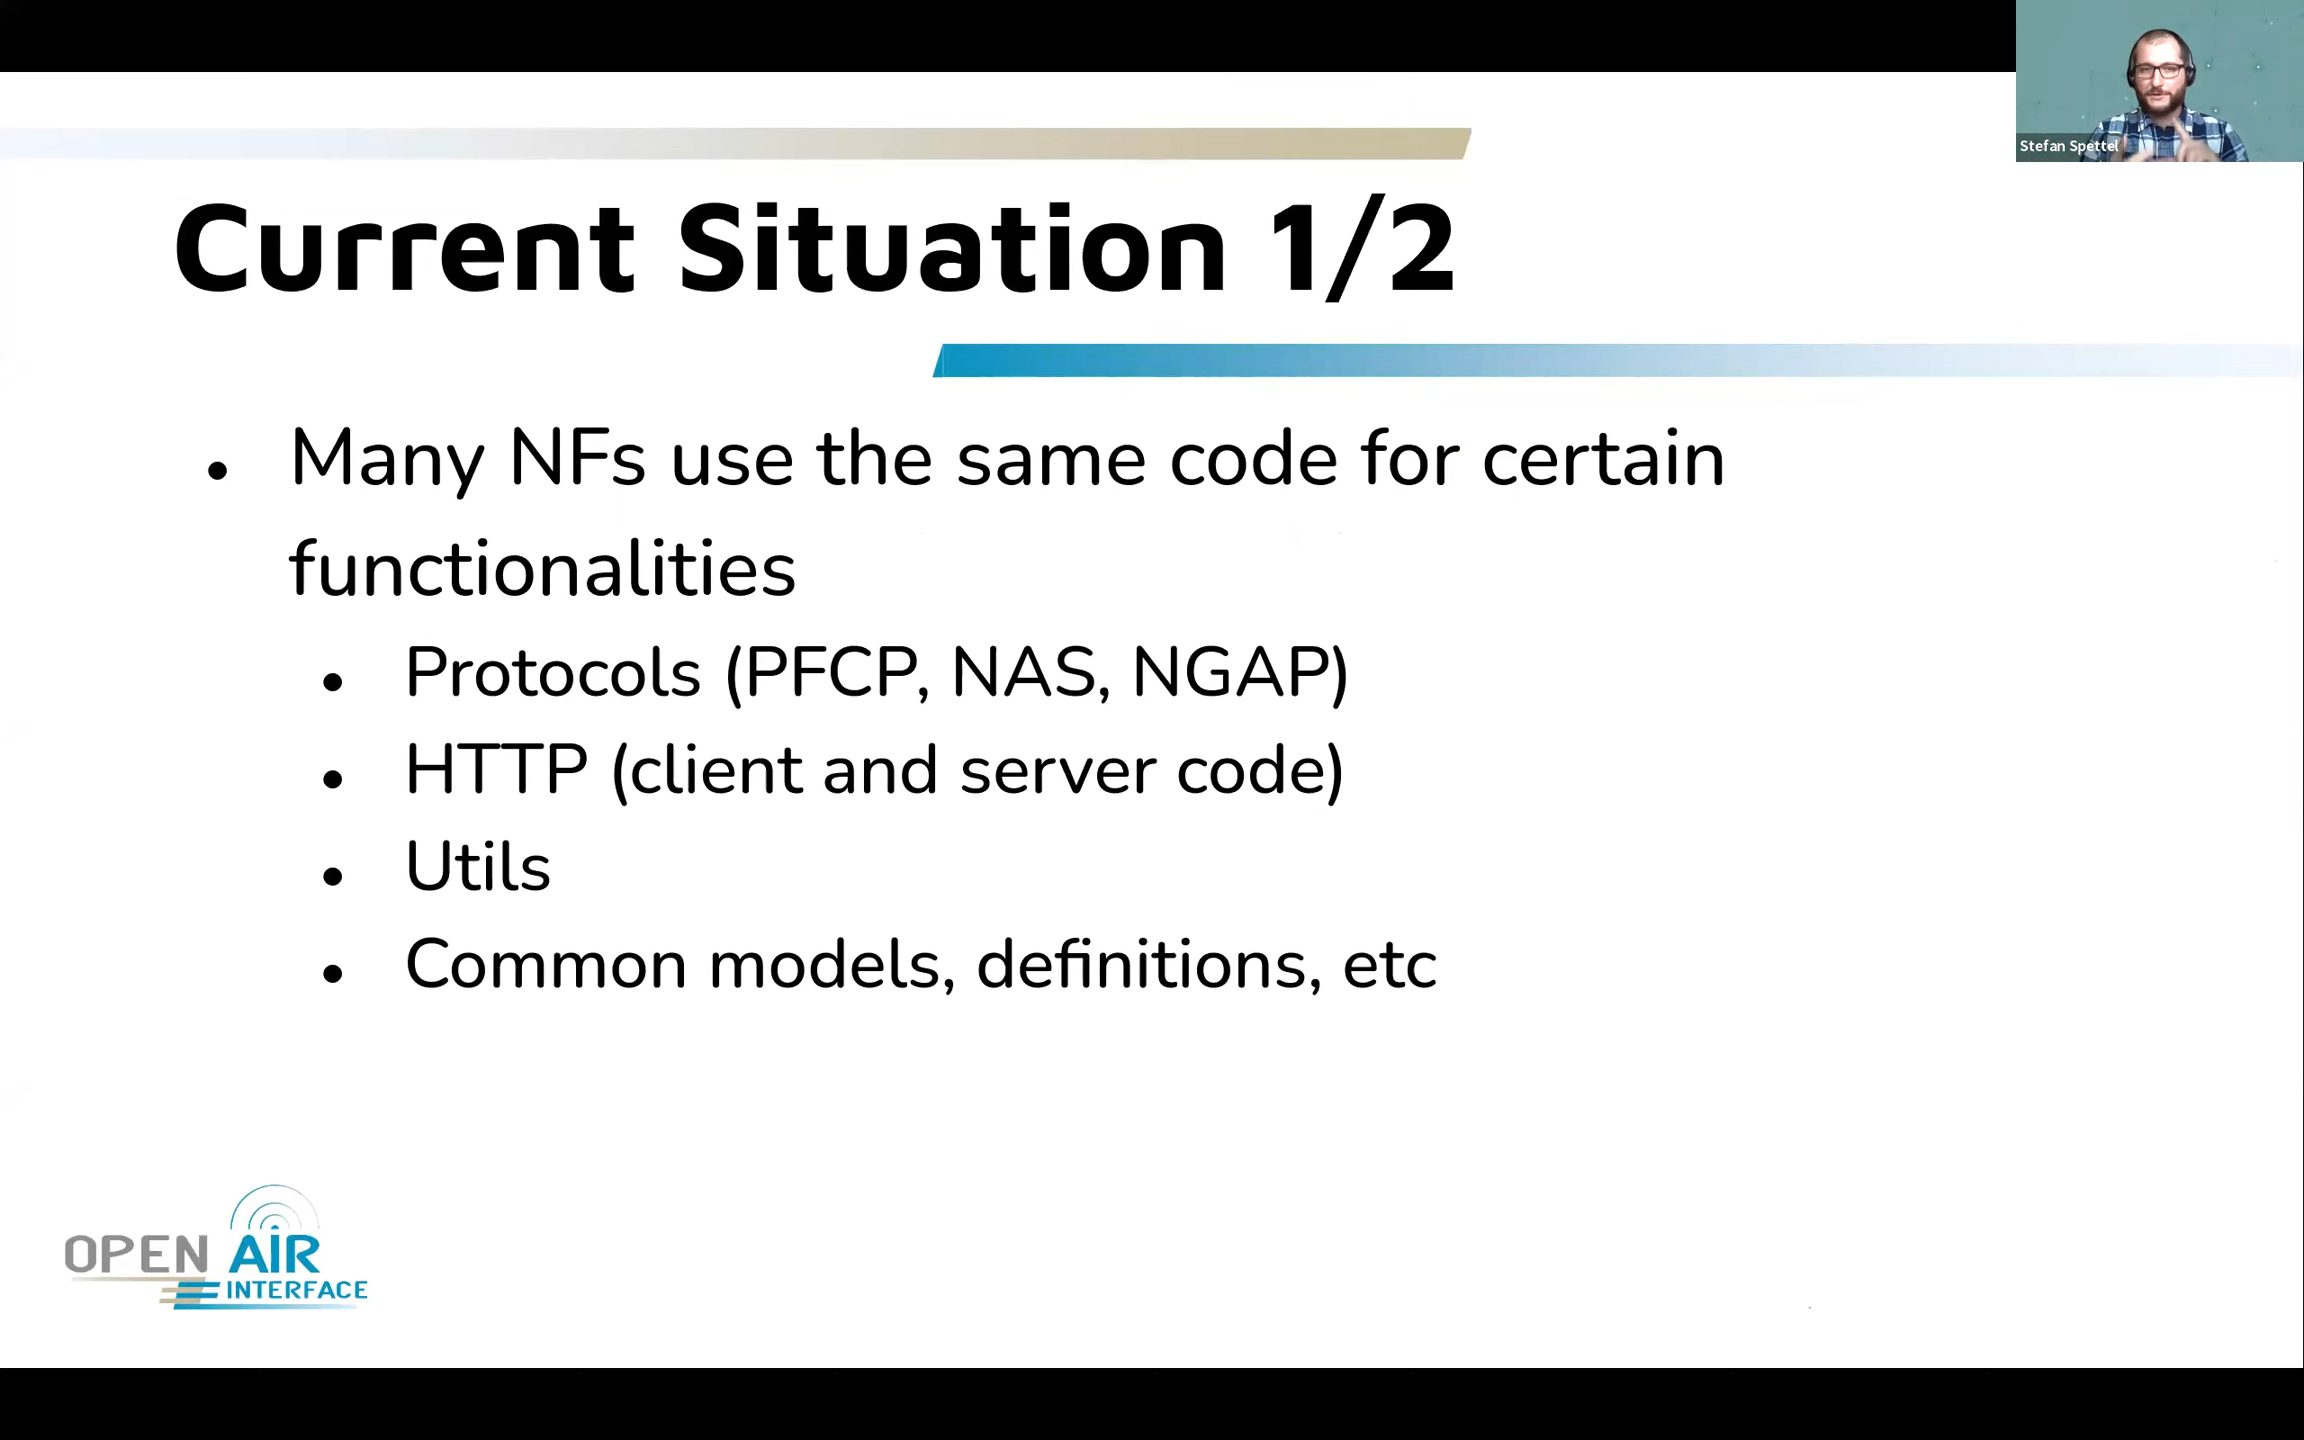 Stefan Spettel
Current Situation 1/2
• Many NFs use the same code for certain
functionalities
• Protocols (PFCP, NAS, NGAP)
• HTTP (client and server code)
• Utils
• Common models, definitions, etc
OPEN AIR
INTERFACE